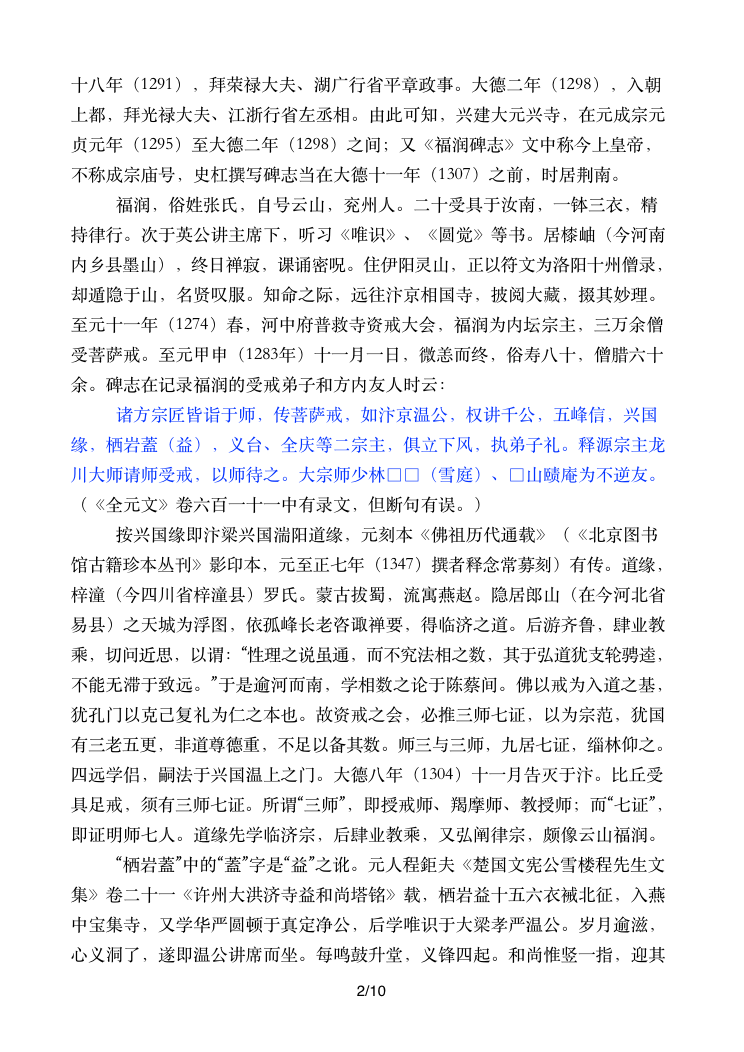 十八年（1291），拜荣禄大夫、湖广行省平章政事。大德二年（1298），入朝
上都，拜光禄大夫、江浙行省左丞相。由此可知，兴建大元兴寺，在元成宗元
贞元年（1295）至大德二年（1298）之间；又《福润碑志》文中称今上皇帝，
不称成宗庙号，史杠撰写碑志当在大德十一年（1307）之前，时居荆南。
福润，俗姓张氏，自号云山，兖州人。二十受具于汝南，一钵三衣，精
持律行。次于英公讲主席下，听习《唯识》、《圆觉》等书。居榛岫（今河南
内乡县墨山），终日禅寂，课诵密呪。住伊阳灵山，正以符文为洛阳十州僧录，
却遁隐于山，名贤叹服。知命之际，远往汴京相国寺，披阅大藏，掇其妙理。
至元十一年（1274）春，河中府普救寺资戒大会，福润为内坛宗主，三万余僧
受菩萨戒。至元甲申（1283年）十一月一日，微恙而终，俗寿八十，僧腊六十
余。碑志在记录福润的受戒弟子和方内友人时云：
诸方宗匠皆诣于师，传菩萨戒，如汴京温公，权讲千公，五峰信，兴国
缘，栖岩蓋（益），义台、全庆等二宗主，俱立下风，执弟子礼。释源宗主龙
川大师请师受戒，以师待之。大宗师少林□□（雪庭）、□山赜庵为不逆友。
（《全元文》卷六百一十一中有录文，但断句有误。）
按兴国缘即汴梁兴国湍阳道缘，元刻本《佛祖历代通载》（《北京图书
馆古籍珍本丛刊》影印本，元至正七年（1347）撰者释念常募刻）有传。道缘，
梓潼（今四川省梓潼县）罗氏。蒙古拔蜀，流寓燕赵。隐居郎山（在今河北省
易县）之天城为浮图，依孤峰长老咨诹禅要，得临济之道。后游齐鲁，肆业教
乘，切问近思，以谓：“性理之说虽通，而不究法相之数，其于弘道犹支轮骋逵，
不能无滞于致远。”于是逾河而南，学相数之论于陈蔡间。佛以戒为入道之基，
犹孔门以克己复礼为仁之本也。故资戒之会，必推三师七证，以为宗范，犹国
有三老五更，非道尊德重，不足以备其数。师三与三师，九居七证，缁林仰之。
四远学侣，嗣法于兴国温上之门。大德八年（1304）十一月告灭于汴。比丘受
具足戒，须有三师七证。所谓“三师”，即授戒师、羯摩师、教授师；而“七证”，
即证明师七人。道缘先学临济宗，后肆业教乘，又弘阐律宗，颇像云山福润。
“栖岩蓋”中的“蓋”字是“益”之讹。元人程鉅夫《楚国文宪公雪楼程先生文
集》卷二十一《许州大洪济寺益和尚塔铭》载，栖岩益十五六衣裓北征，入燕
中宝集寺，又学华严圆顿于真定净公，后学唯识于大梁孝严温公。岁月逾滋，
心义洞了，遂即温公讲席而坐。每鸣鼓升堂，义锋四起。和尚惟竖一指，迎其
2/10